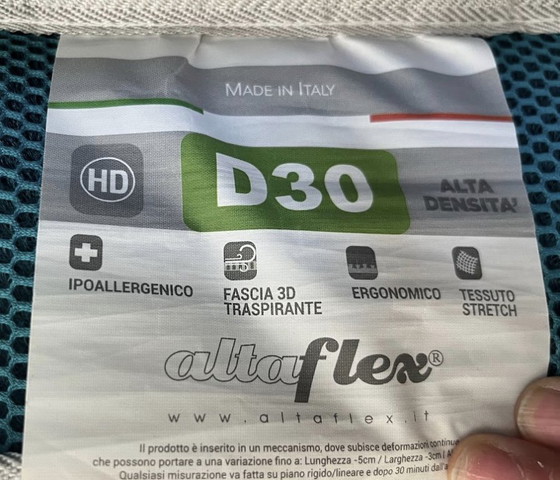 MADE IN ITALY
HD
D30
ALTA
DENSITA'
IPOALLERGENICO
FASCIA 3D
TRASPIRANTE
ERGONOMICO
TESSUTO
STRETCH
altaflex®
www.altaflex.it
Il prodotto è inserito in un meccanismo, dove subisce deformazioni continue
che possono portare a una variazione fino a: Lunghezza -5cm / Larghezza -3cm
Qualsiasi misurazione va fatta su piano rigido/lineare e dopo 30 minuti